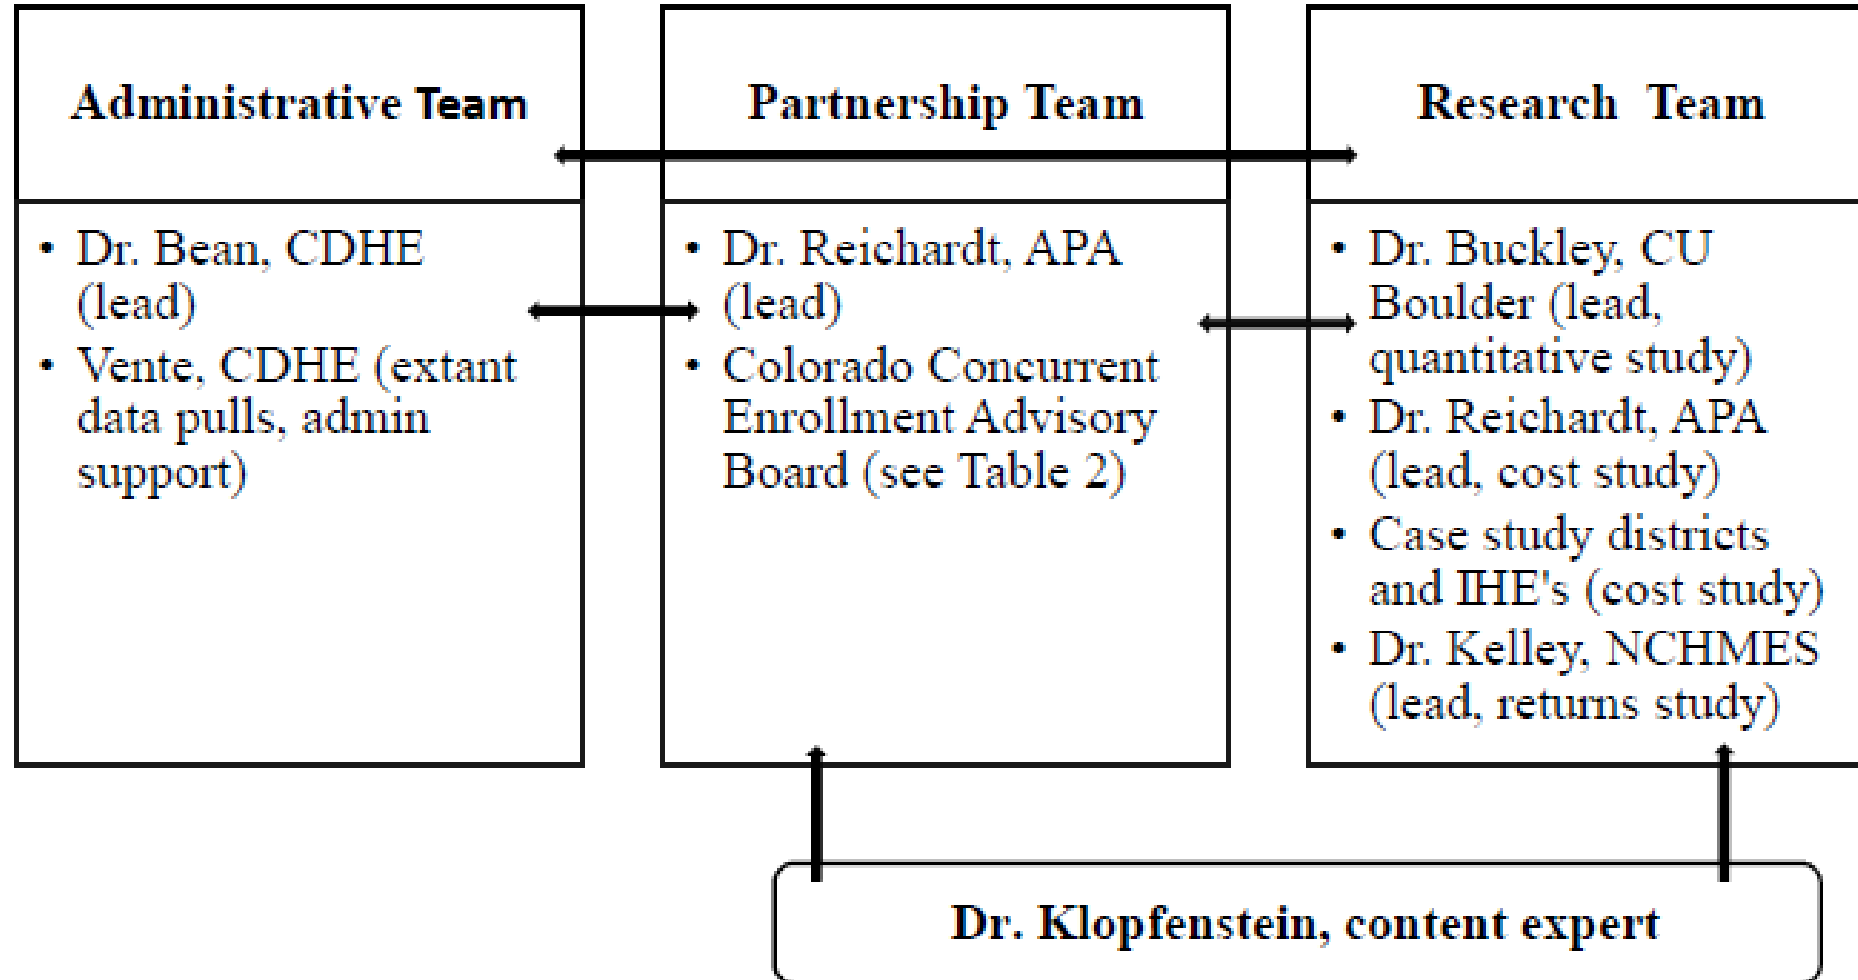 Administrative Team
• Dr. Bean, CDHE
(lead)
• Vente, CDHE (extant
data pulls, admin
support)
Partnership Team
• Dr. Reichardt, APA
(lead)
• Colorado Concurrent
Enrollment Advisory
Board (see Table 2)
Research Team
• Dr. Buckley, CU
Boulder (lead,
quantitative study)
• Dr. Reichardt, APA
(lead, cost study)
• Case study districts
and IHE's (cost study)
• Dr. Kelley, NCHMES
(lead, returns study)
Dr. Klopfenstein, content expert